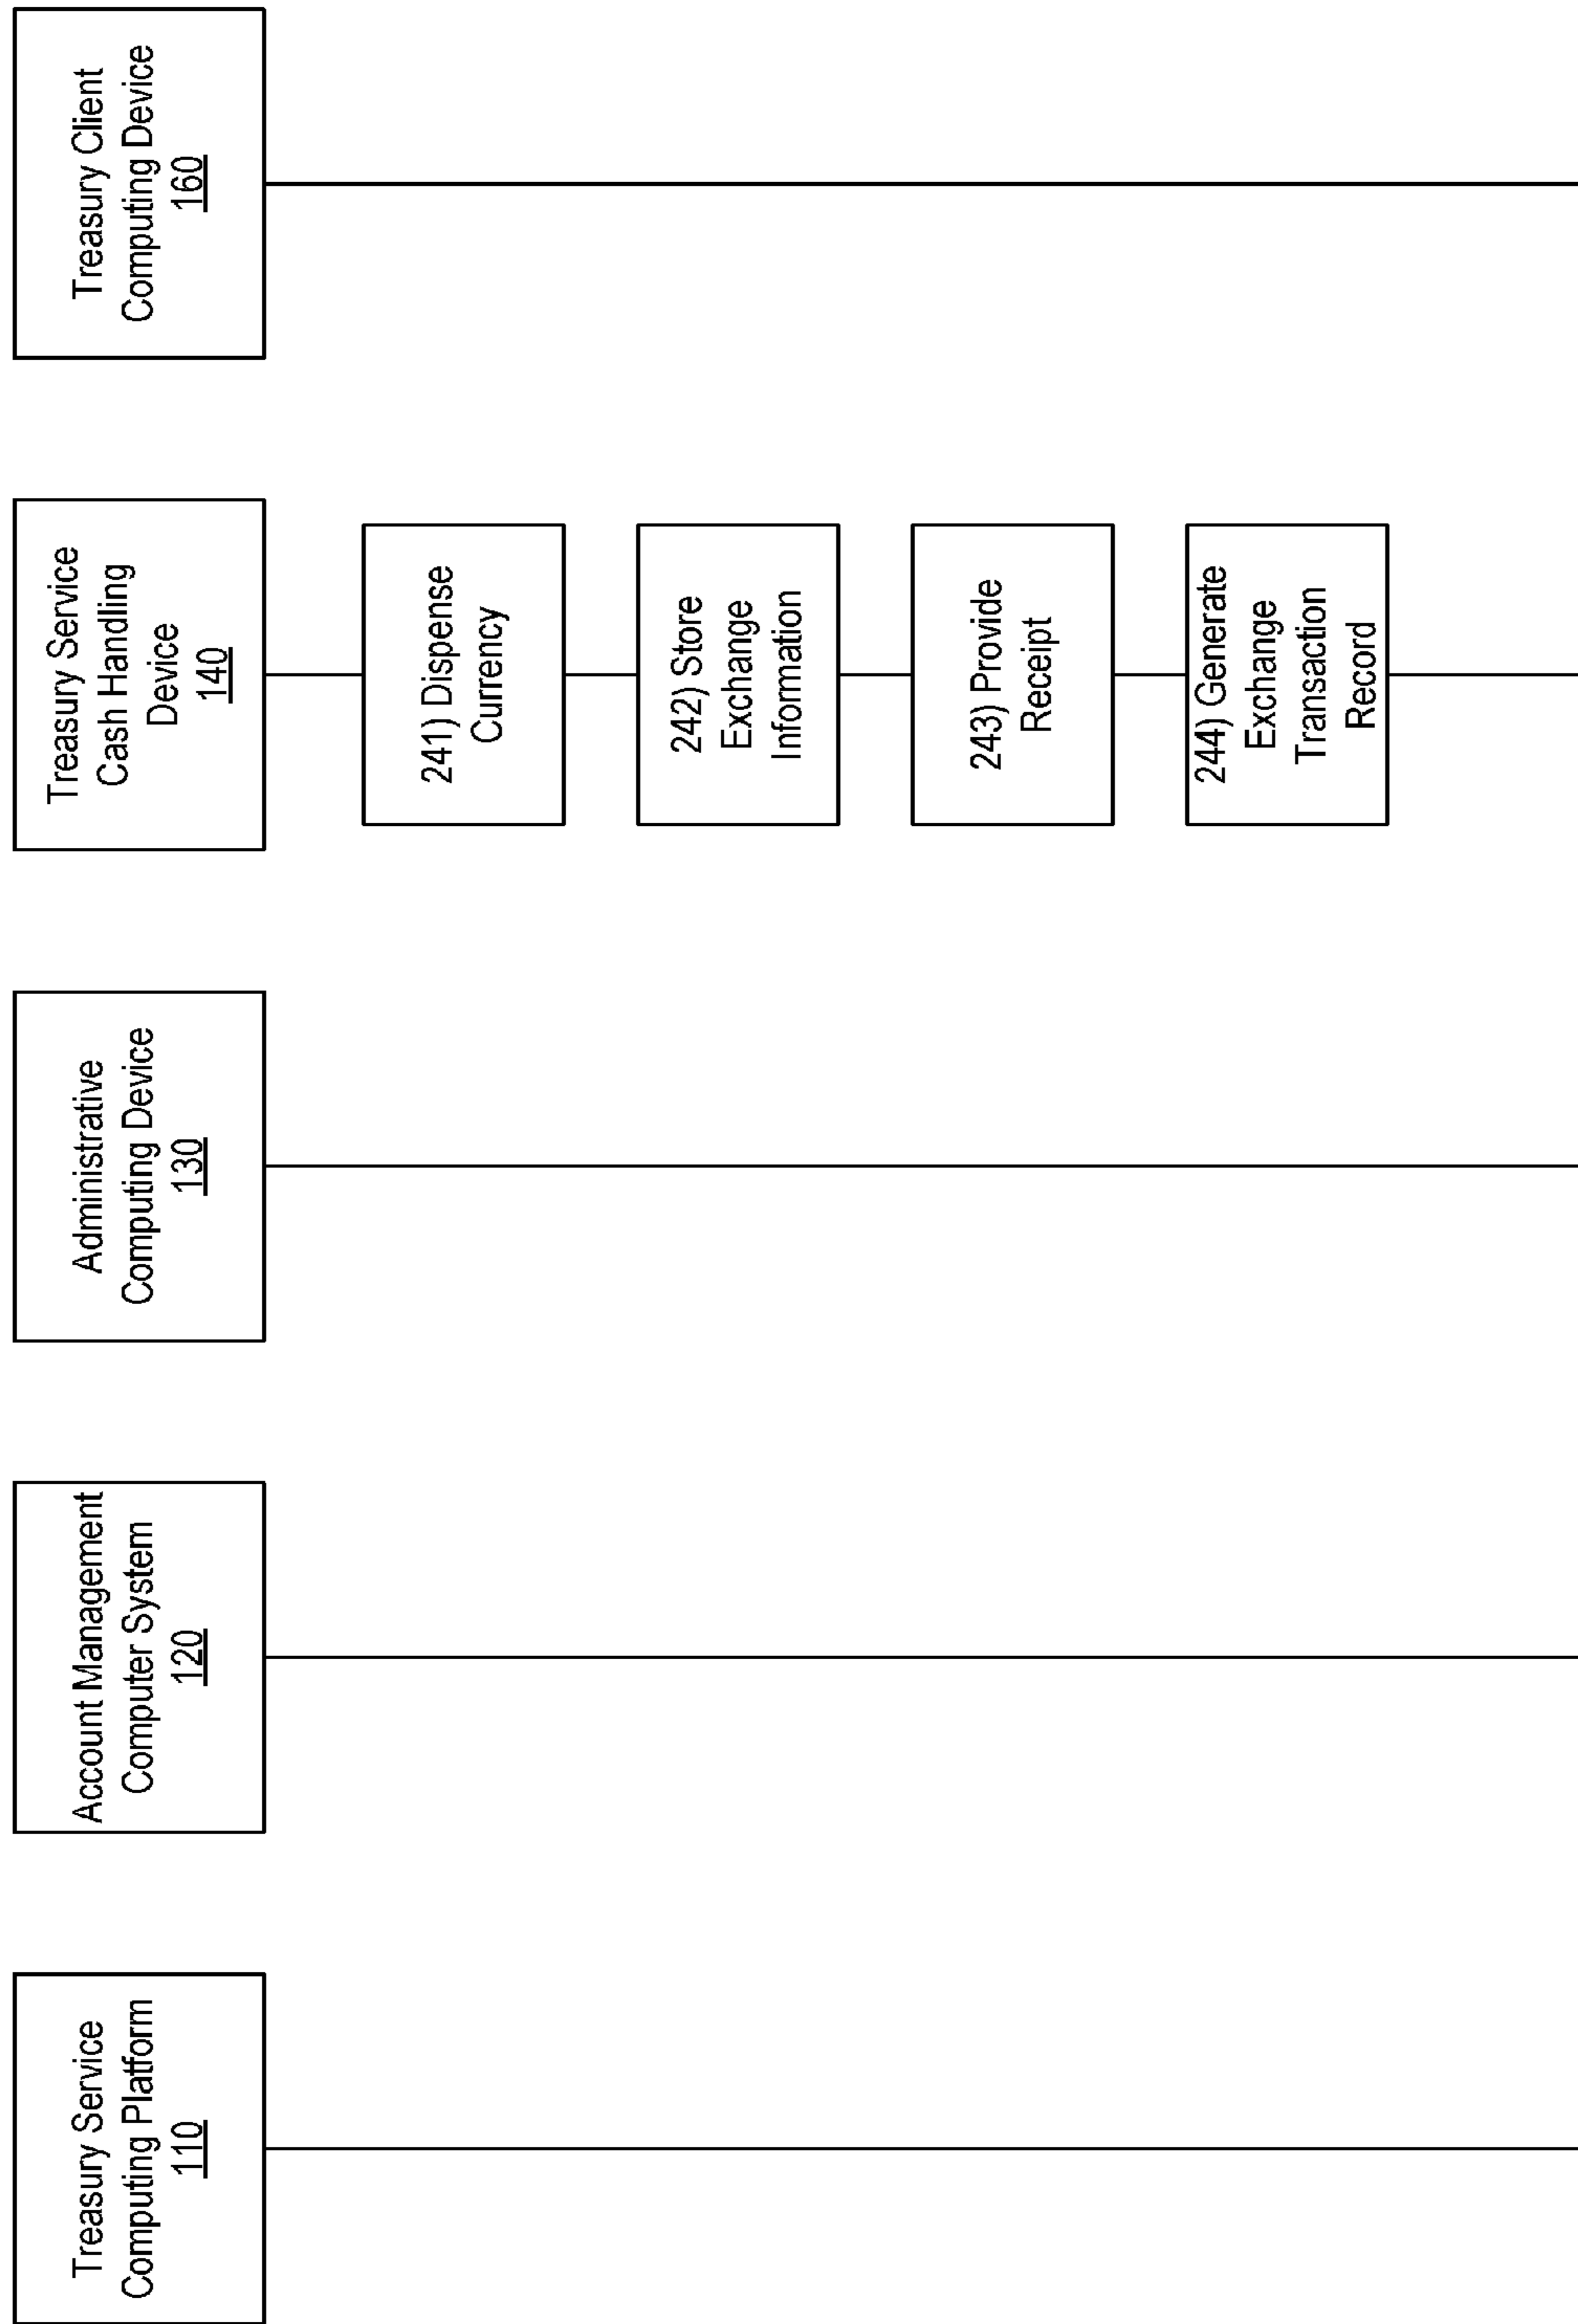 Treasury Service
Computing Platform
110
Account Management
Computer System
120
Administrative
Computing Device
130
Treasury Service
Cash Handling
Device
140
Treasury Client
Computing Device
160
241) Dispense
Currency
242) Store
Exchange
Information
243) Provide
Receipt
244) Generate
Exchange
Transaction
Record